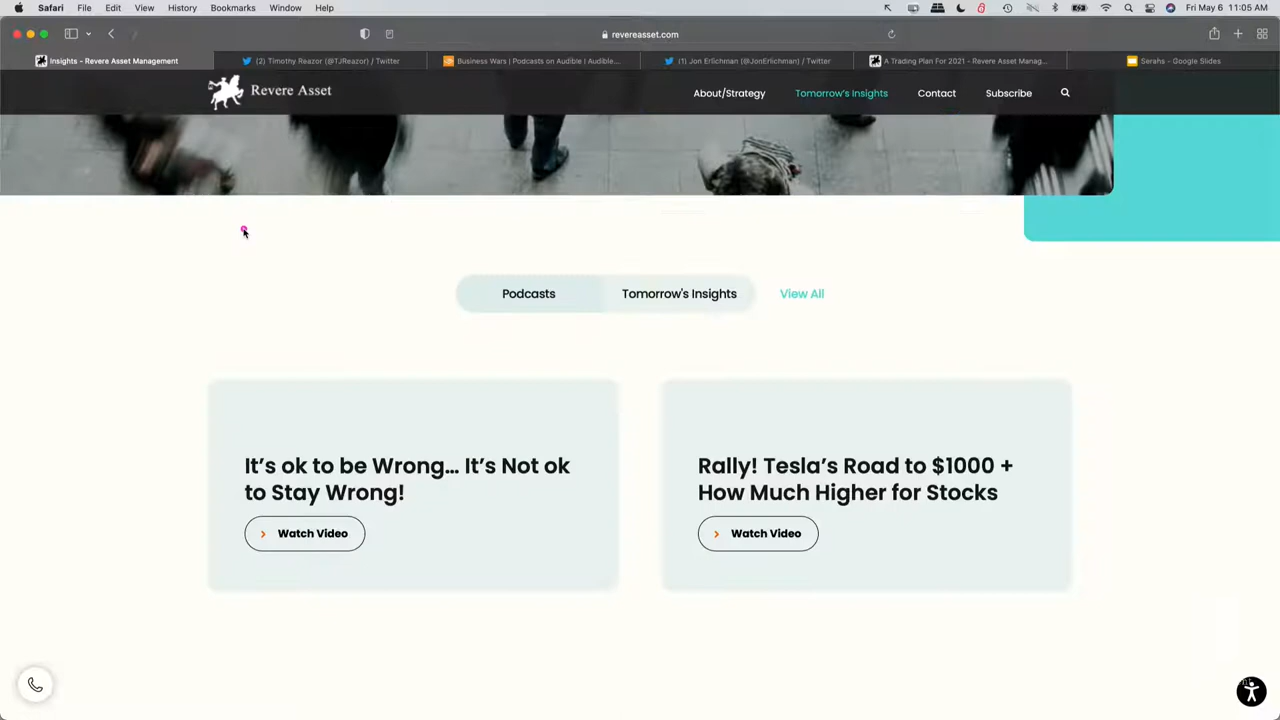 Safari File Edit View History Bookmarks Window Help Fri May 6 11:05 AM
revereasset.com
Insights - Revere Asset Management (2) Timothy Reazor (@TJReazor) / Twitter Business Wars | Podcasts on Audible | Audible... (1) Jon Erlichman (@JonErlichman) / Twitter A Trading Plan For 2021 - Revere Asset Manag... Serahs - Google Slides
Revere Asset About/Strategy Tomorrow's Insights Contact Subscribe
Podcasts Tomorrow's Insights View All
It's ok to be Wrong... It's Not ok
to Stay Wrong!
> Watch Video
Rally! Tesla's Road to $1000 +
How Much Higher for Stocks
> Watch Video